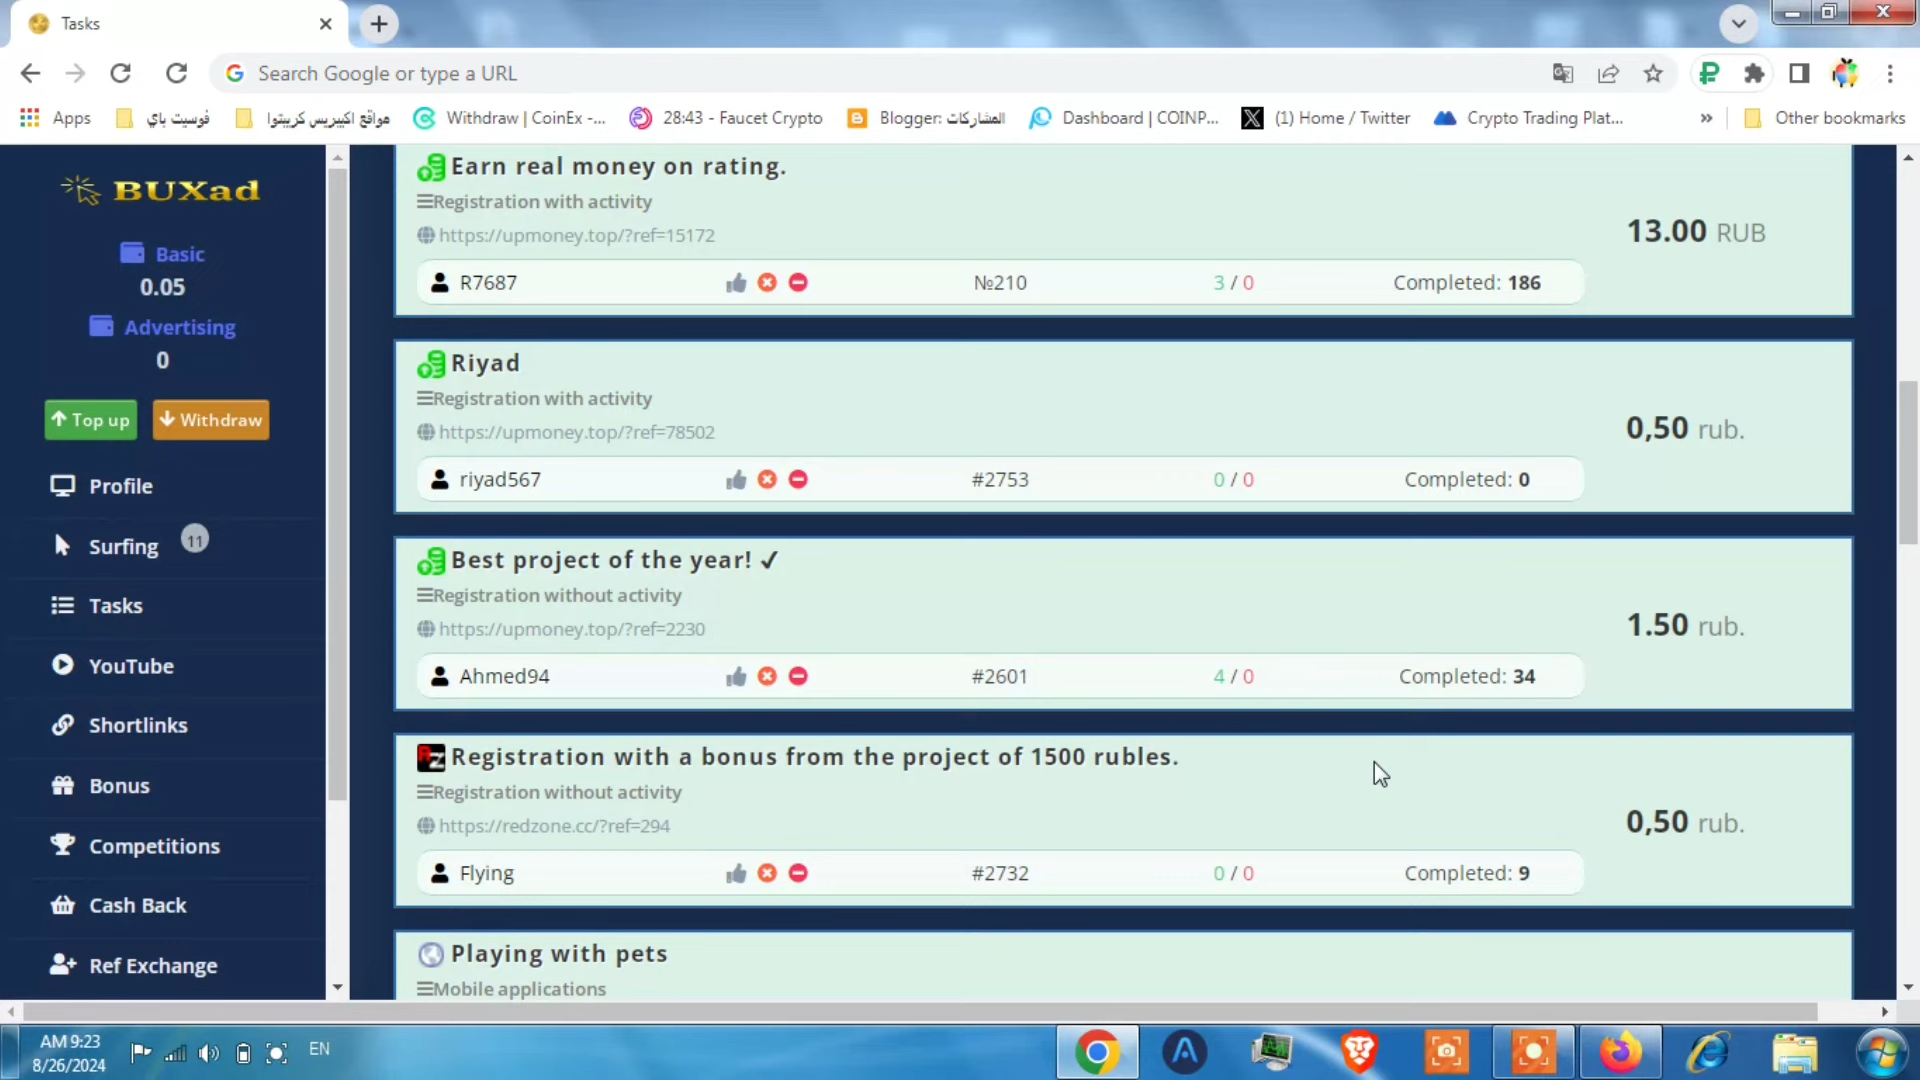 Tasks
Search Google or type a URL
Apps
فوسيت باي
مواقع اكبيريس كريبتوا
Withdraw | CoinEx -...
28:43 - Faucet Crypto
Blogger: المشاركات
Dashboard | COINP...
(1) Home / Twitter
Crypto Trading Plat...
»
Other bookmarks
BUXad
Basic
0.05
Advertising
0
Top up
Withdraw
Profile
Surfing 11
Tasks
YouTube
Shortlinks
Bonus
Competitions
Cash Back
Ref Exchange
Earn real money on rating.
Registration with activity
https://upmoney.top/?ref=15172
13.00 RUB
R7687 №210 3 / 0 Completed: 186
Riyad
Registration with activity
https://upmoney.top/?ref=78502
0,50 rub.
riyad567 #2753 0 / 0 Completed: 0
Best project of the year! ✓
Registration without activity
https://upmoney.top/?ref=2230
1.50 rub.
Ahmed94 #2601 4 / 0 Completed: 34
Registration with a bonus from the project of 1500 rubles.
Registration without activity
https://redzone.cc/?ref=294
0,50 rub.
Flying #2732 0 / 0 Completed: 9
Playing with pets
Mobile applications
AM 9:23
8/26/2024
EN